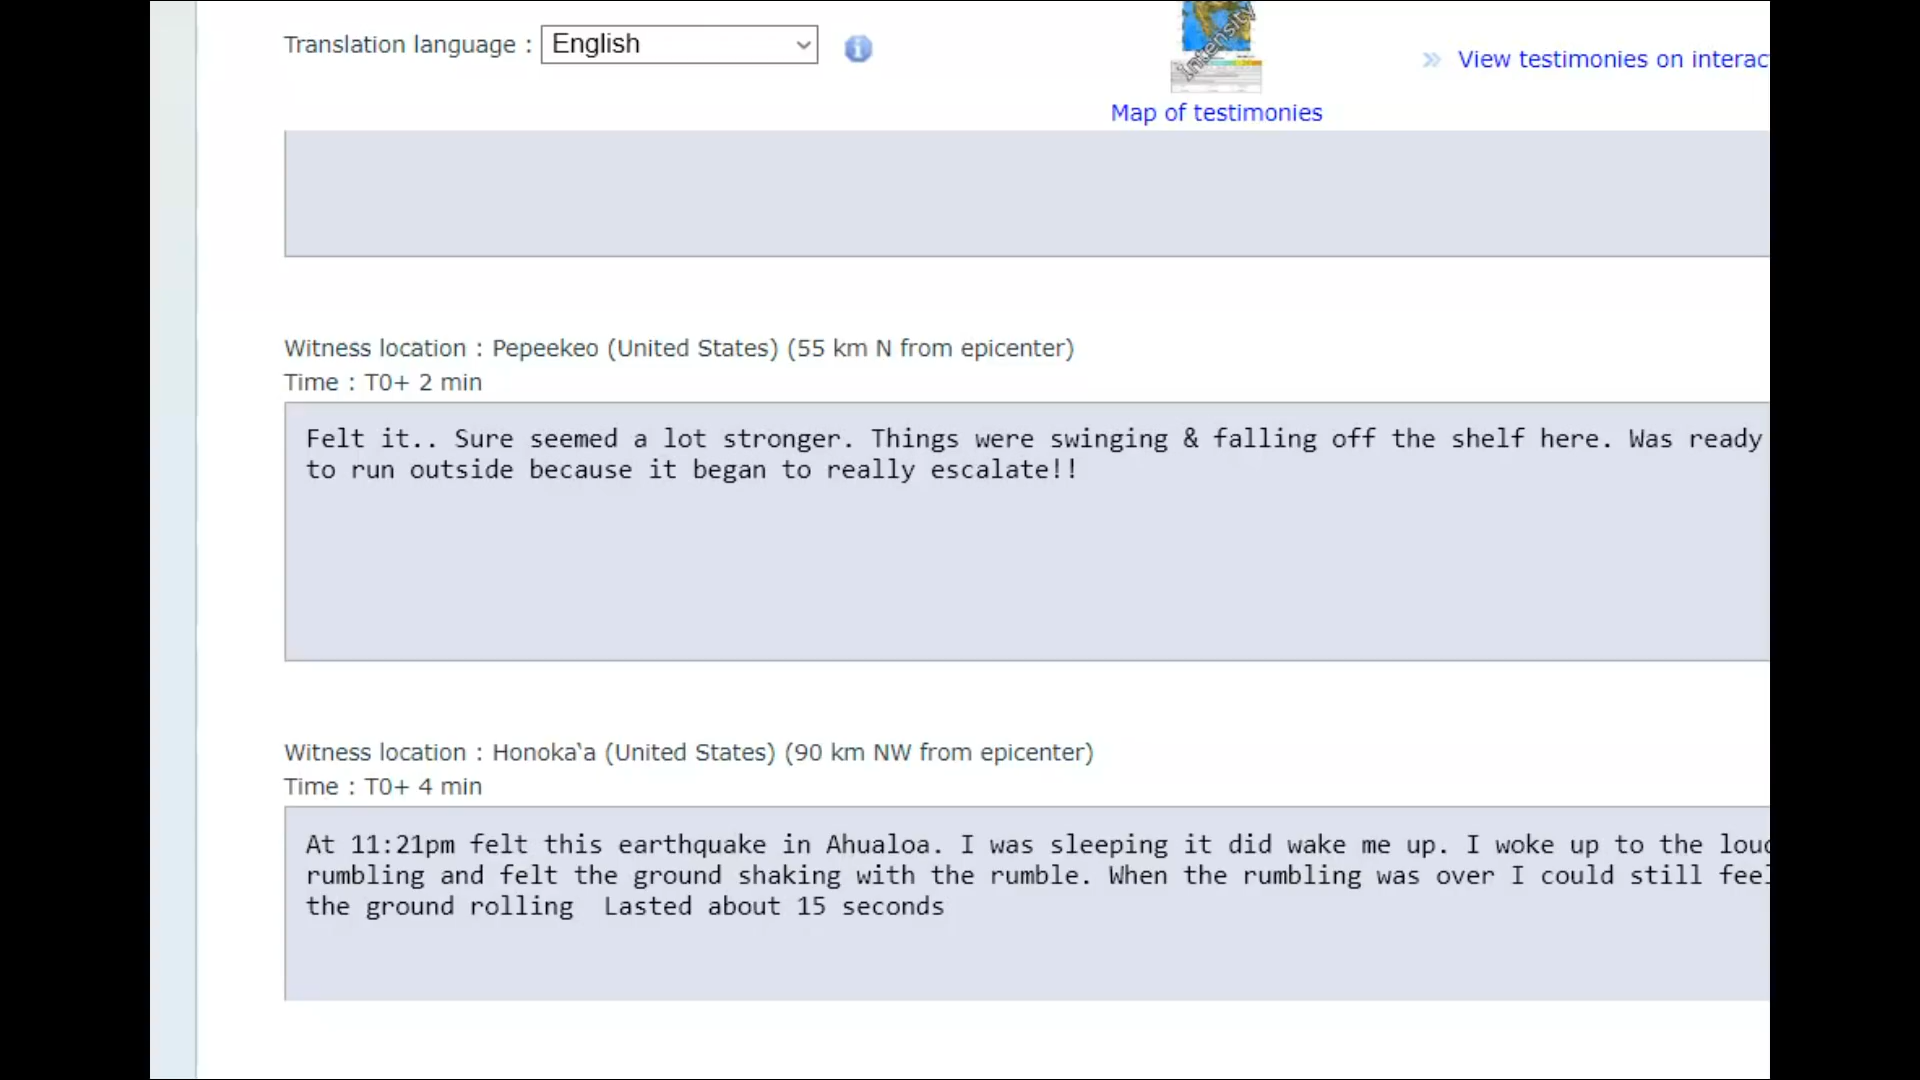 Translation language : English
intensity
View testimonies on interac
Map of testimonies
Witness location : Pepeekeo (United States) (55 km N from epicenter)
Time : T0+ 2 min
Felt it.. Sure seemed a lot stronger. Things were swinging & falling off the shelf here. Was ready
to run outside because it began to really escalate!!
Witness location : Honoka‘a (United States) (90 km NW from epicenter)
Time : T0+ 4 min
At 11:21pm felt this earthquake in Ahualoa. I was sleeping it did wake me up. I woke up to the loud
rumbling and felt the ground shaking with the rumble. When the rumbling was over I could still feel
the ground rolling  Lasted about 15 seconds